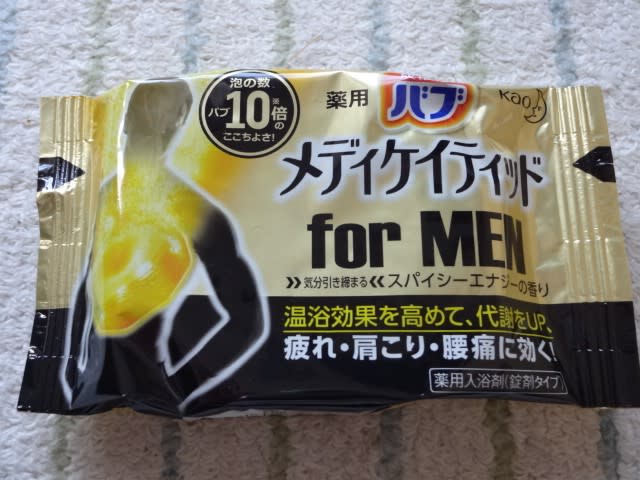 泡の数
バブ10※倍の
ここちよさ!
薬用 バブ
Kao
メディケイティッド
for MEN
»気分引き締まる« スパイシーエナジーの香り
温浴効果を高めて、代謝をUP、
疲れ・肩こり・腰痛に効く!
薬用入浴剤(錠剤タイプ)